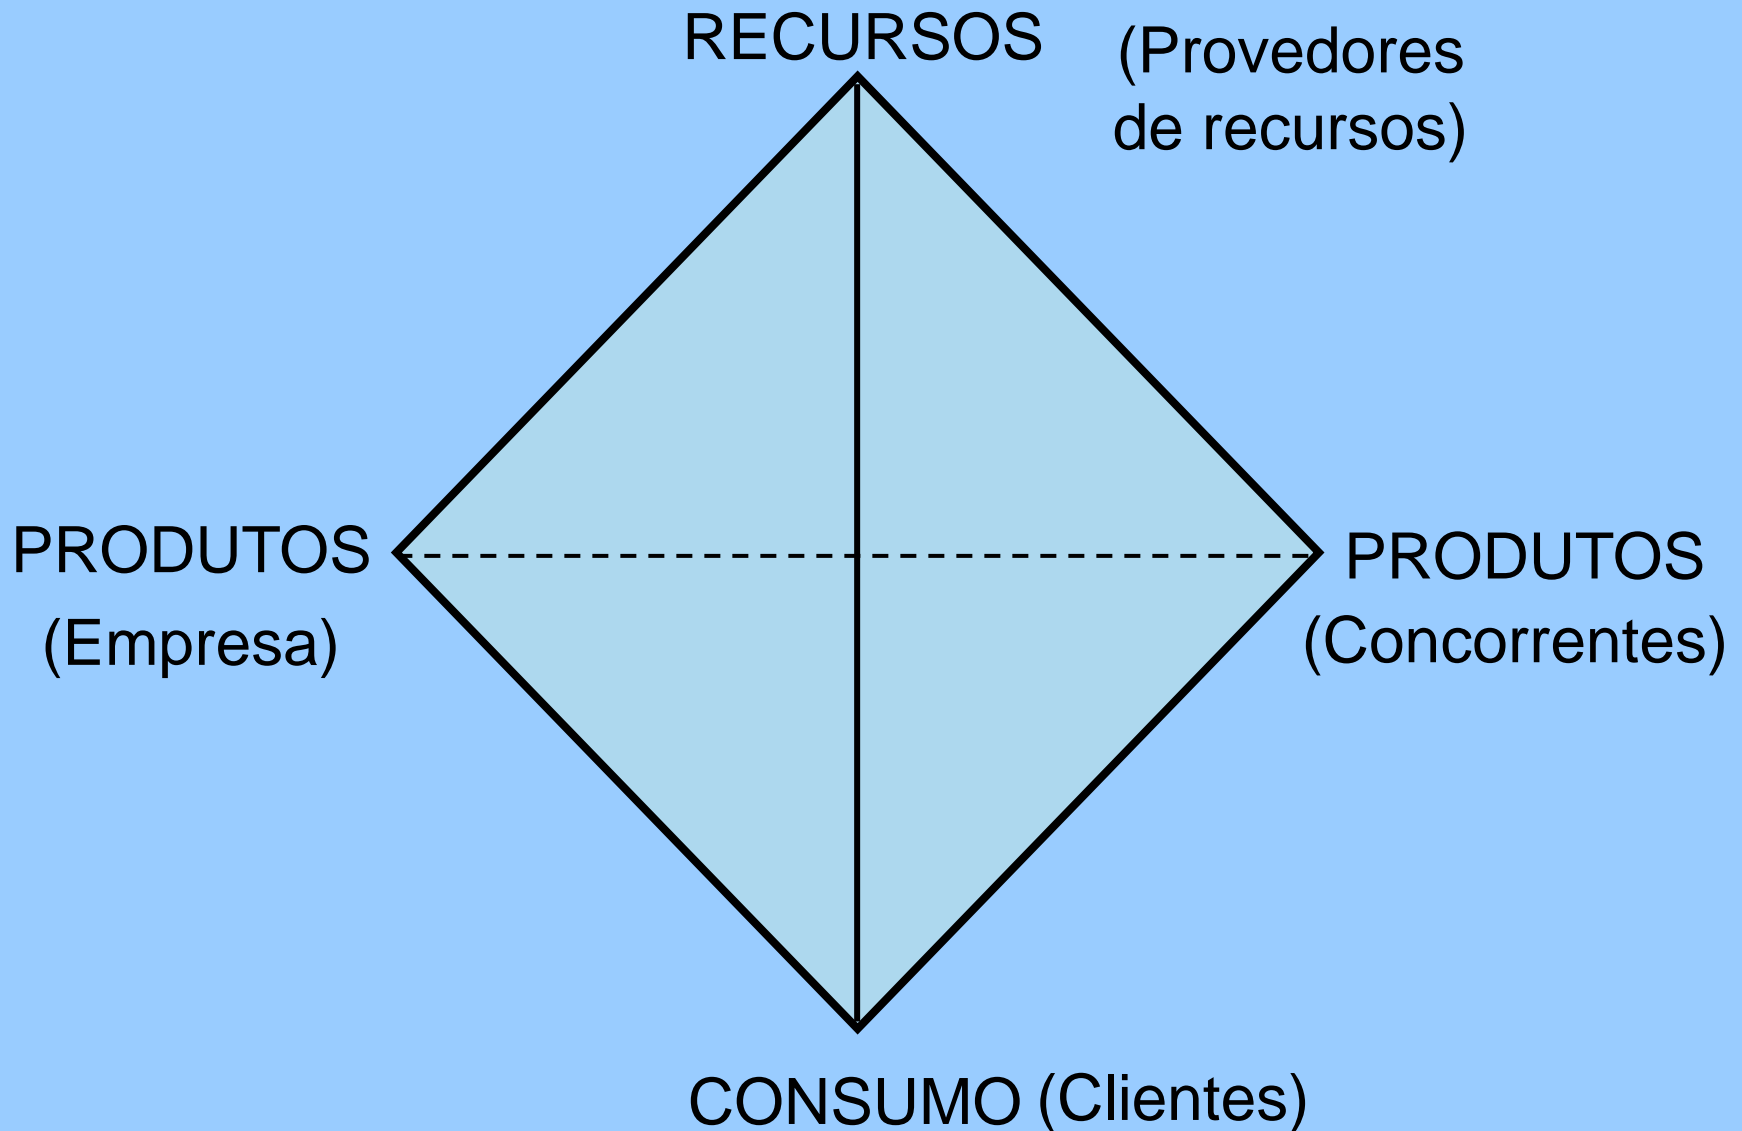 RECURSOS
(Provedores
de recursos)
PRODUTOS
(Empresa)
PRODUTOS
(Concorrentes)
CONSUMO (Clientes)